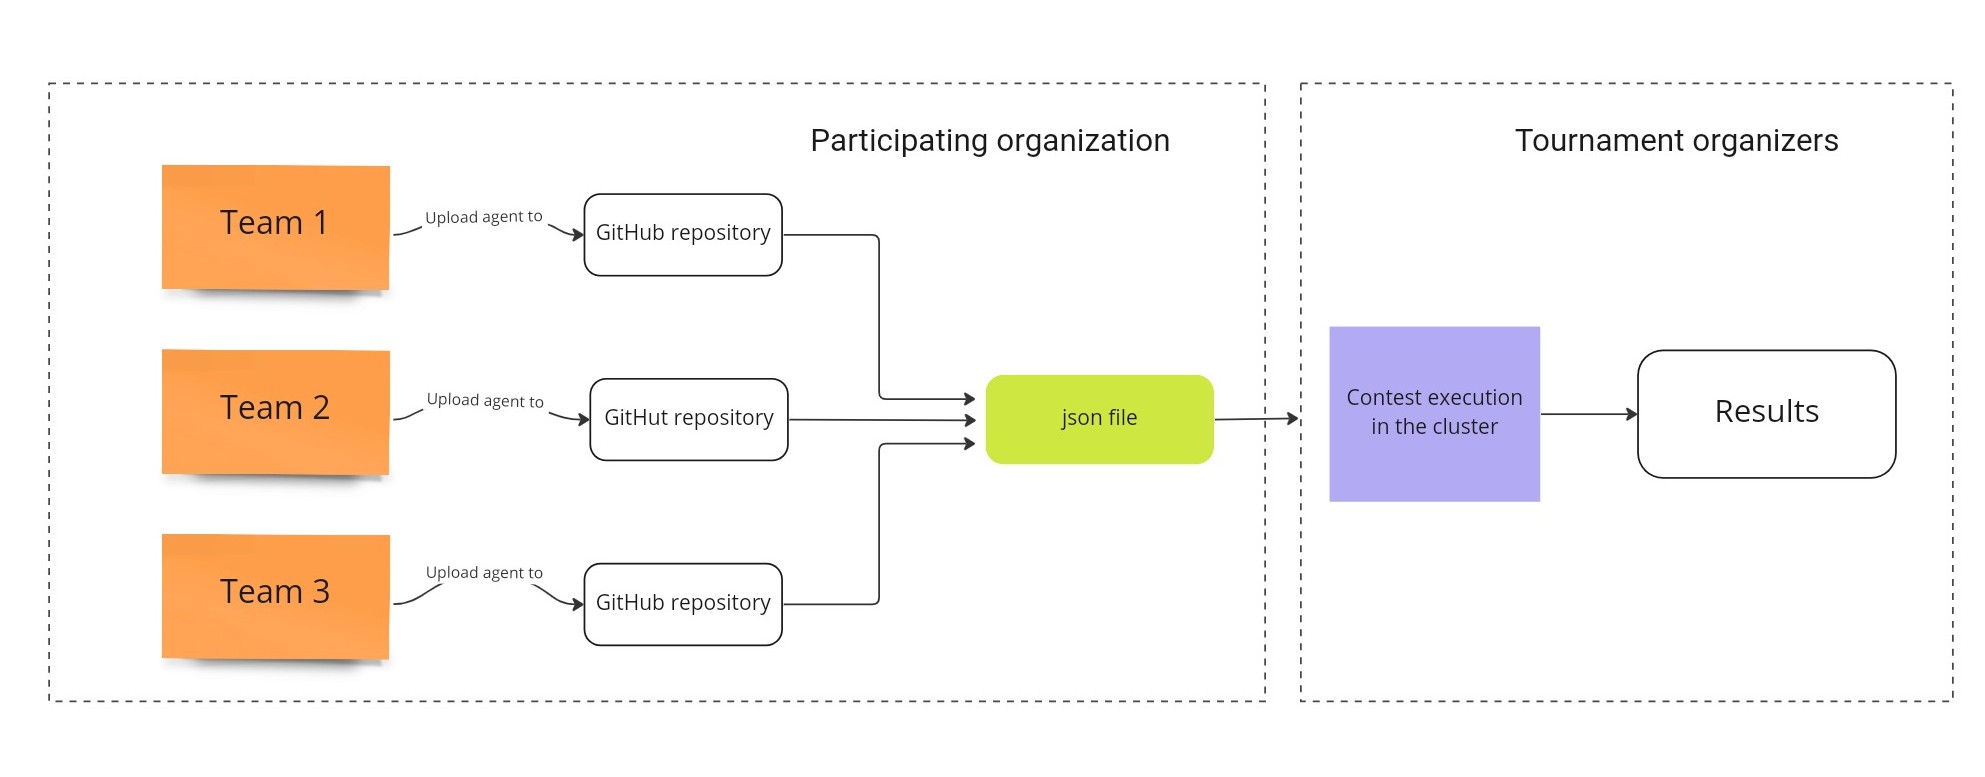 Participating organization
Tournament organizers
Team 1
Upload agent to
GitHub repository
Team 2
Upload agent to
GitHut repository
json file
Contest execution
in the cluster
Results
Team 3
Upload agent to
GitHub repository